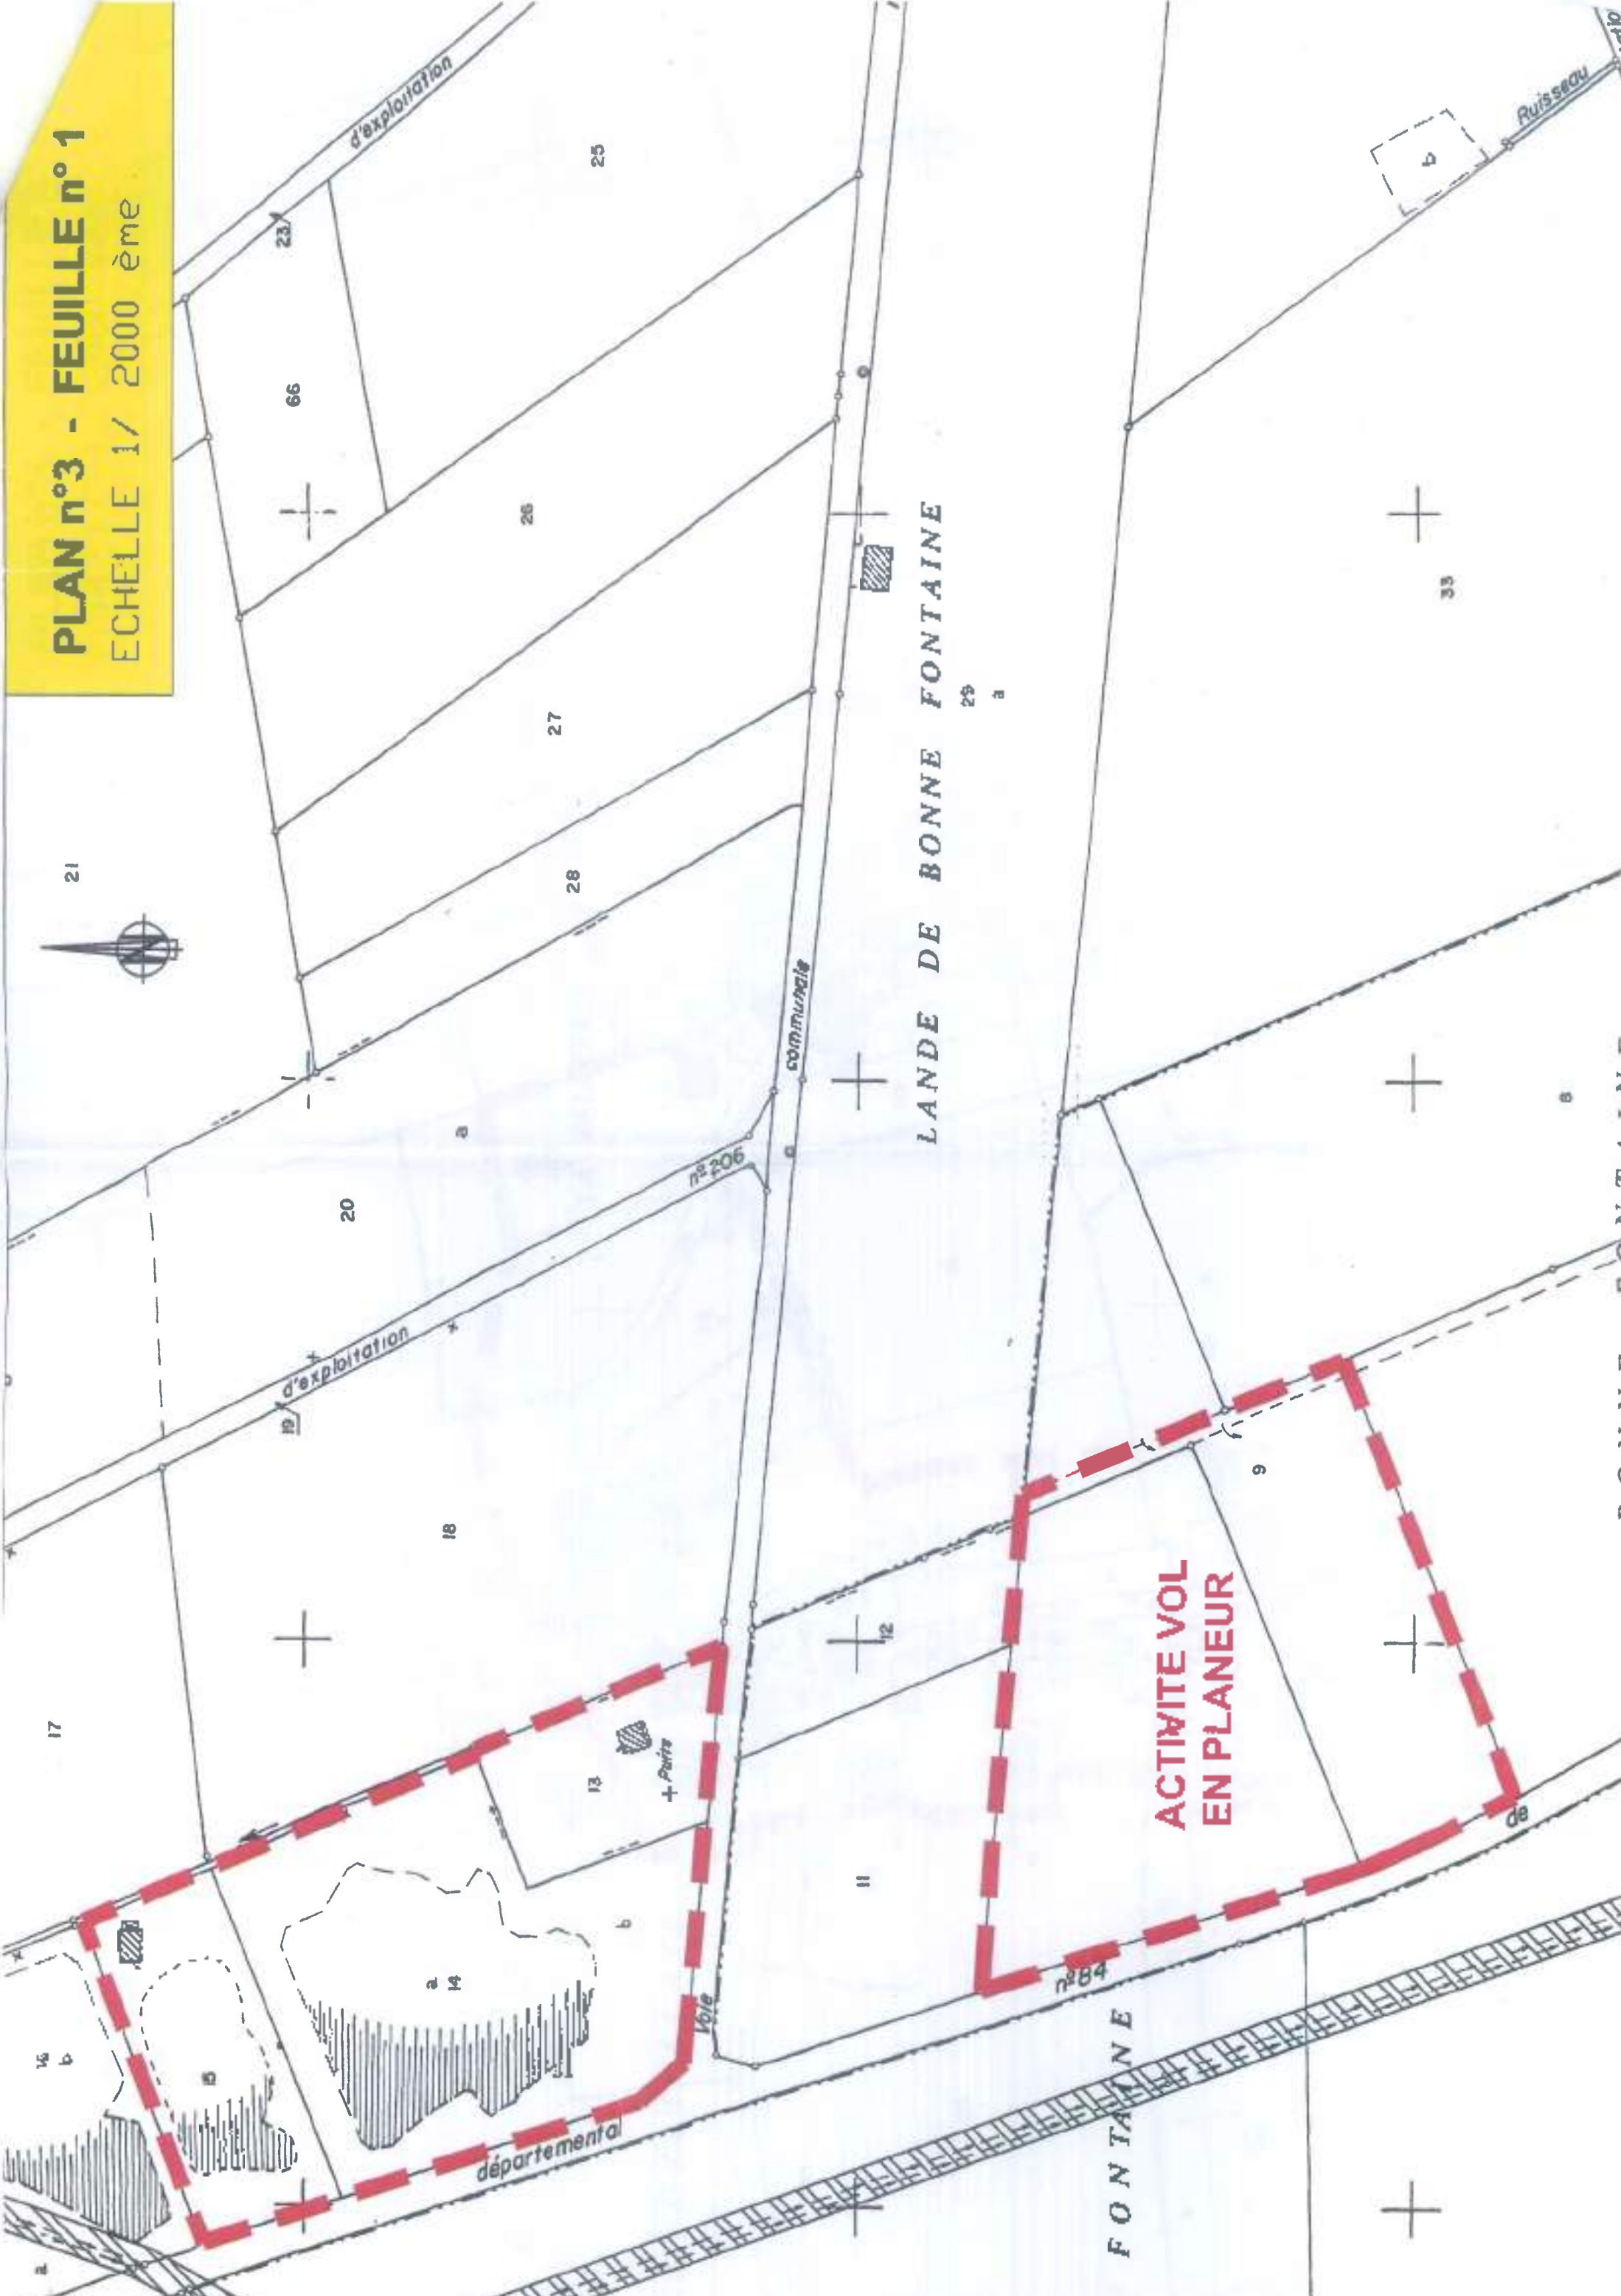 PLAN n°3 - FEUILLE n° 1
ECHELLE 1/ 2000 ème
21
17
16
b
a
15
14
a
b
13
+ Puits
18
19
d'exploitation
n° 206
20
a
28
27
26
66
23
25
d'exploitation
Voie
communale
départemental
n° 84
de
11
12
9
8
29
a
33
b
Ruisseau
LANDE DE BONNE FONTAINE
FONTAINE
ACTIVITE VOL
EN PLANEUR